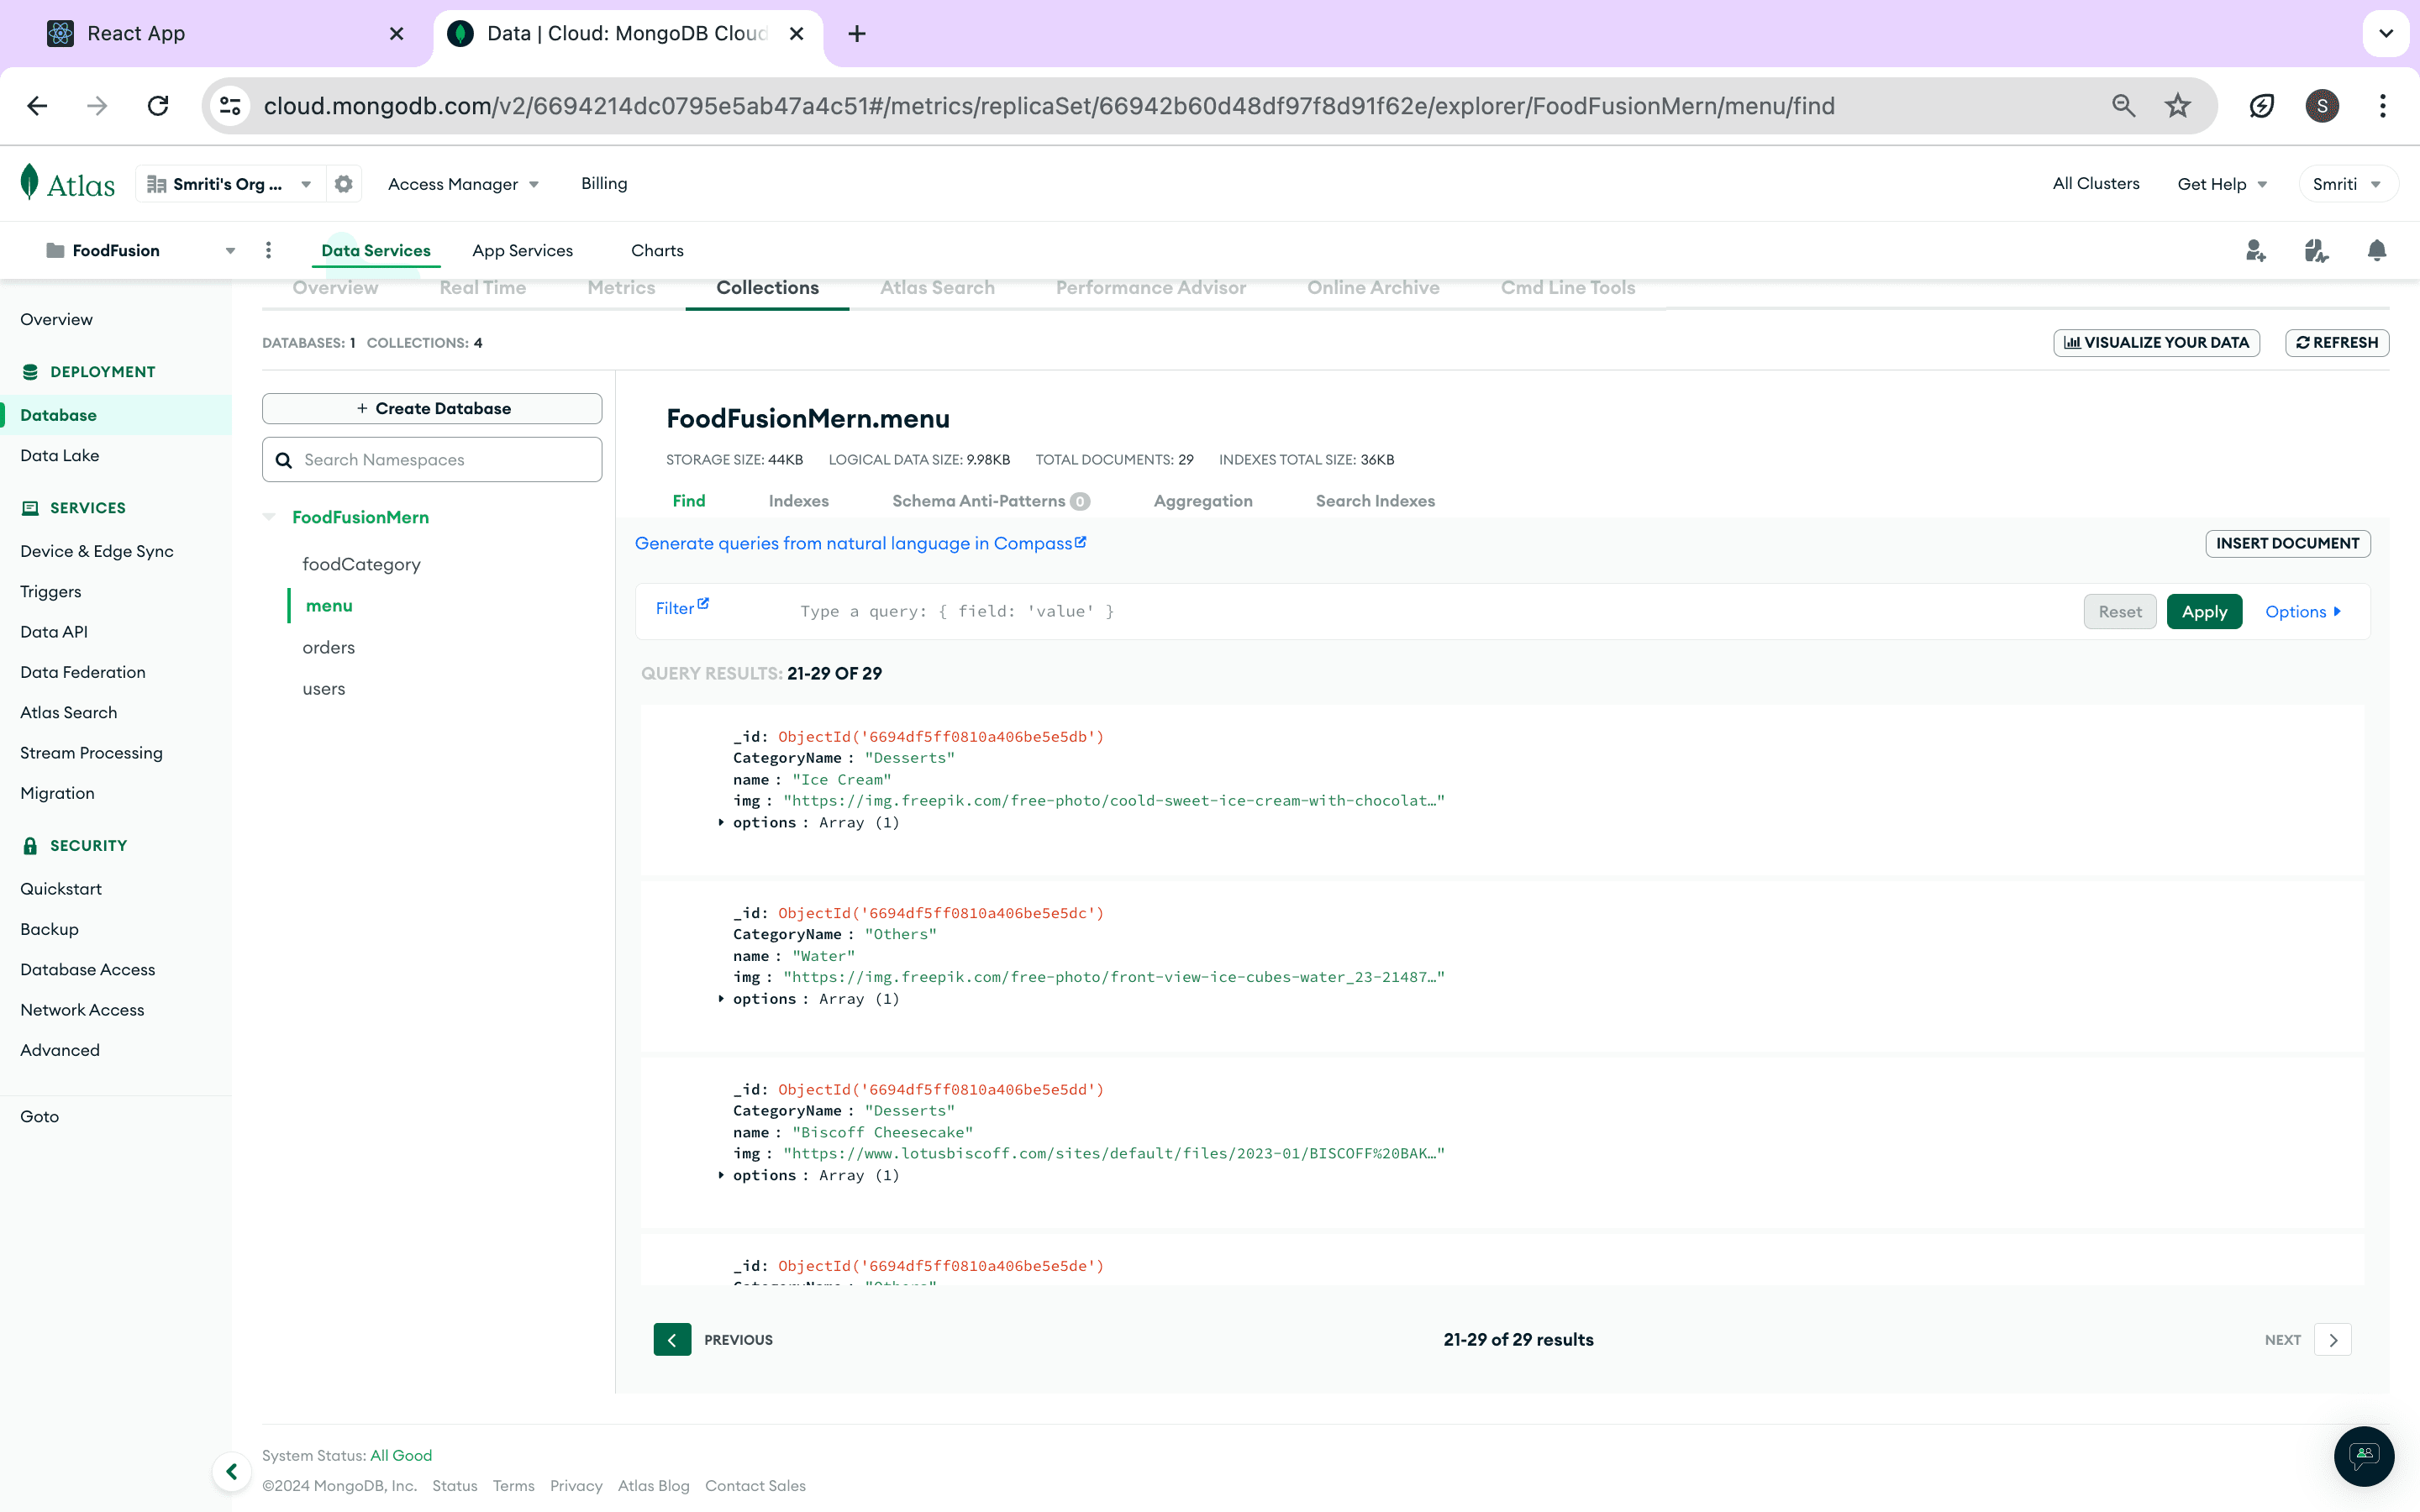 React App
Data | Cloud: MongoDB Cloud
cloud.mongodb.com/v2/6694214dc0795e5ab47a4c51#/metrics/replicaSet/66942b60d48df97f8d91f62e/explorer/FoodFusionMern/menu/find
S
Atlas
Smriti's Org ...
Access Manager
Billing
All Clusters
Get Help
Smriti
FoodFusion
Data Services
App Services
Charts
Overview
Real Time
Metrics
Collections
Atlas Search
Performance Advisor
Online Archive
Cmd Line Tools
Overview
DEPLOYMENT
Database
Data Lake
SERVICES
Device & Edge Sync
Triggers
Data API
Data Federation
Atlas Search
Stream Processing
Migration
SECURITY
Quickstart
Backup
Database Access
Network Access
Advanced
Goto
DATABASES: 1 COLLECTIONS: 4
VISUALIZE YOUR DATA
REFRESH
+ Create Database
Search Namespaces
FoodFusionMern
foodCategory
menu
orders
users
FoodFusionMern.menu
STORAGE SIZE: 44KB LOGICAL DATA SIZE: 9.98KB TOTAL DOCUMENTS: 29 INDEXES TOTAL SIZE: 36KB
Find
Indexes
Schema Anti-Patterns 0
Aggregation
Search Indexes
Generate queries from natural language in Compass
INSERT DOCUMENT
Filter
Type a query: { field: 'value' }
Reset
Apply
Options
QUERY RESULTS: 21-29 OF 29
_id: ObjectId('6694df5ff0810a406be5e5db')
CategoryName : "Desserts"
name : "Ice Cream"
img : "https://img.freepik.com/free-photo/coold-sweet-ice-cream-with-chocolat…"
options : Array (1)
_id: ObjectId('6694df5ff0810a406be5e5dc')
CategoryName : "Others"
name : "Water"
img : "https://img.freepik.com/free-photo/front-view-ice-cubes-water_23-21487…"
options : Array (1)
_id: ObjectId('6694df5ff0810a406be5e5dd')
CategoryName : "Desserts"
name : "Biscoff Cheesecake"
img : "https://www.lotusbiscoff.com/sites/default/files/2023-01/BISCOFF%20BAK…"
options : Array (1)
_id: ObjectId('6694df5ff0810a406be5e5de')
CategoryName : "Others"
PREVIOUS
21-29 of 29 results
NEXT
System Status: All Good
©2024 MongoDB, Inc. Status Terms Privacy Atlas Blog Contact Sales